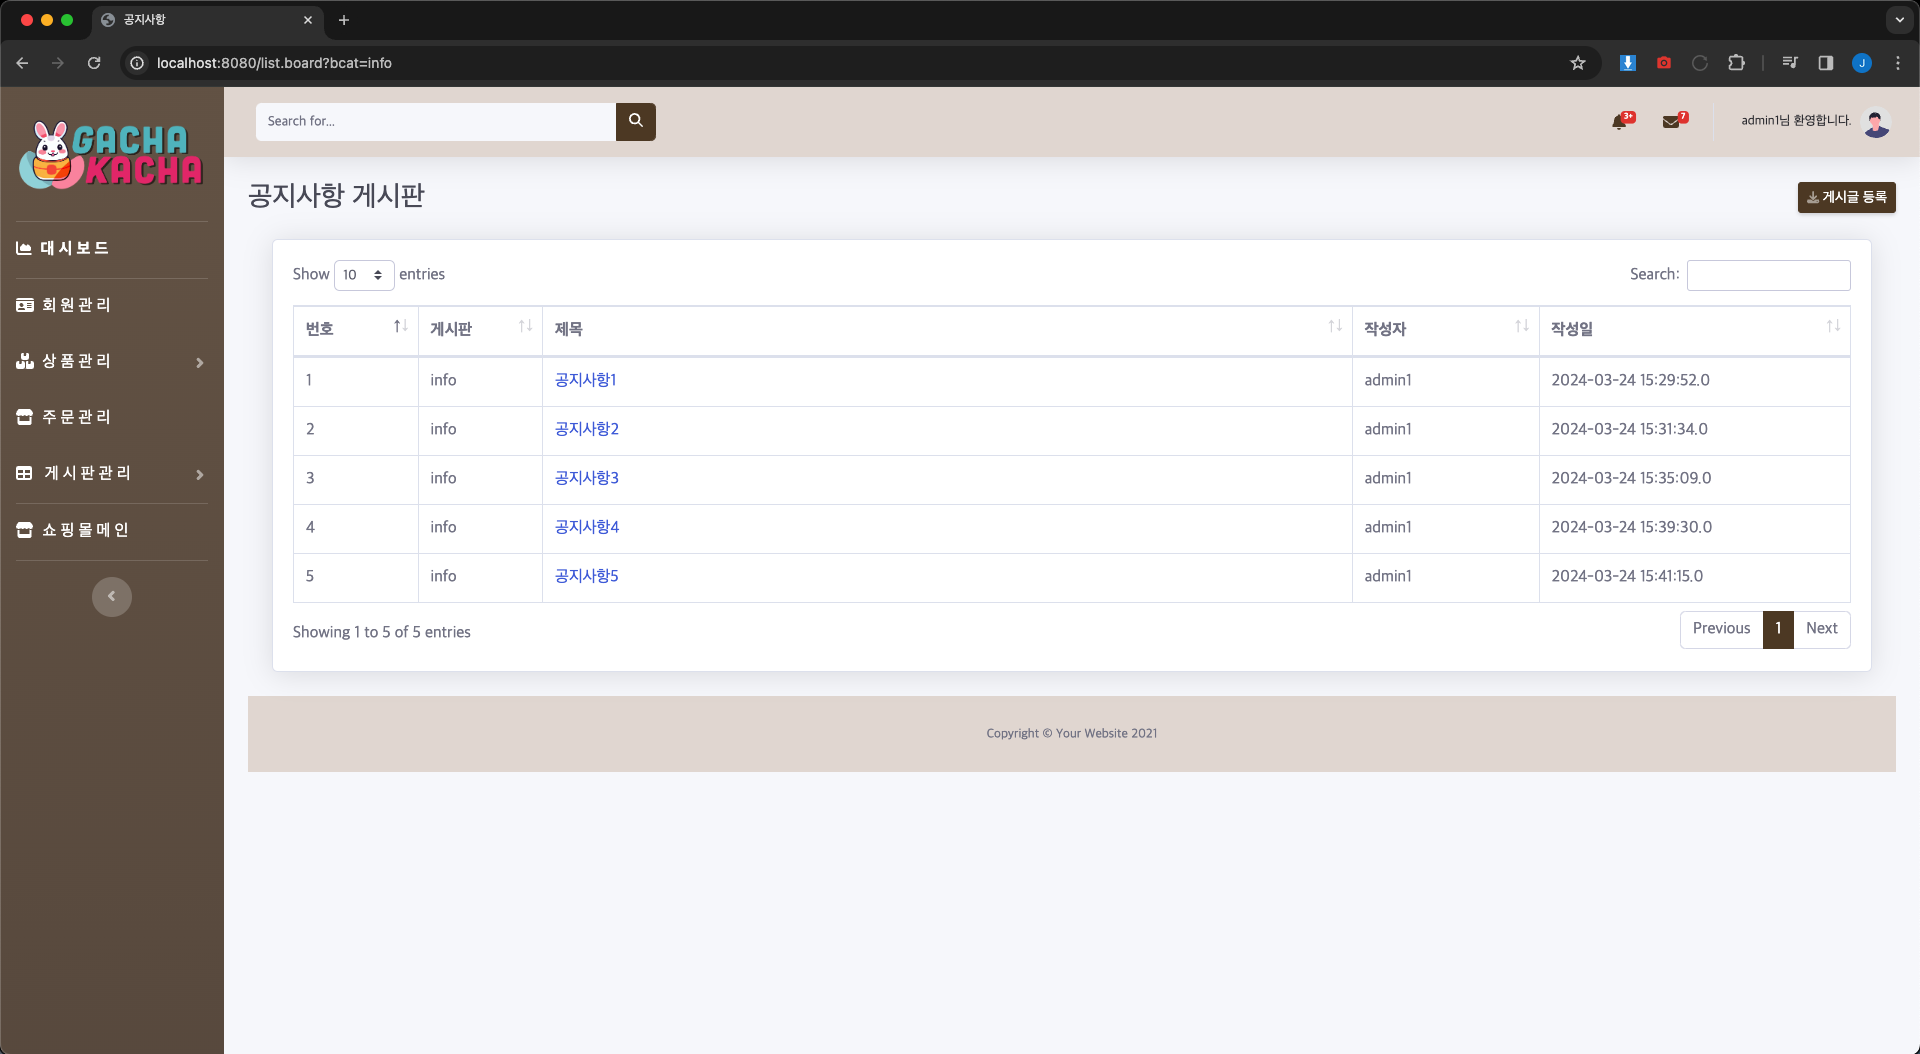 공지사항
localhost:8080/list.board?bcat=info
J
GACHA
KACHA
Search for...
3+
7
admin1님 환영합니다.
대시보드
회원관리
상품관리
주문관리
게시판관리
쇼핑몰메인
공지사항 게시판
게시글 등록
Show 10 entries
Search:
번호 게시판 제목 작성자 작성일
1 info 공지사항1 admin1 2024-03-24 15:29:52.0
2 info 공지사항2 admin1 2024-03-24 15:31:34.0
3 info 공지사항3 admin1 2024-03-24 15:35:09.0
4 info 공지사항4 admin1 2024-03-24 15:39:30.0
5 info 공지사항5 admin1 2024-03-24 15:41:15.0
Showing 1 to 5 of 5 entries
Previous 1 Next
Copyright © Your Website 2021